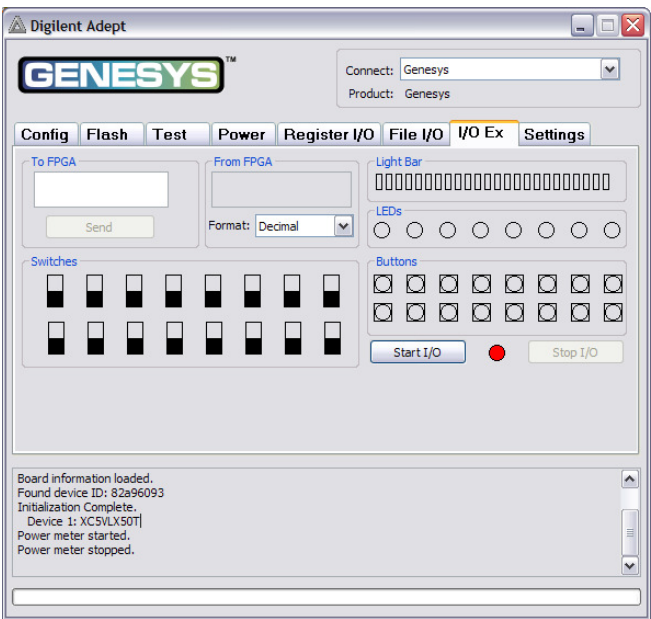 Digilent Adept
GENESYS™
Connect: Genesys
Product: Genesys
Config Flash Test Power Register I/O File I/O I/O Ex Settings
To FPGA
From FPGA
Light Bar
Send
Format: Decimal
LEDs
Switches
Buttons
Start I/O
Stop I/O
Board information loaded.
Found device ID: 82a96093
Initialization Complete.
Device 1: XC5VLX50T
Power meter started.
Power meter stopped.